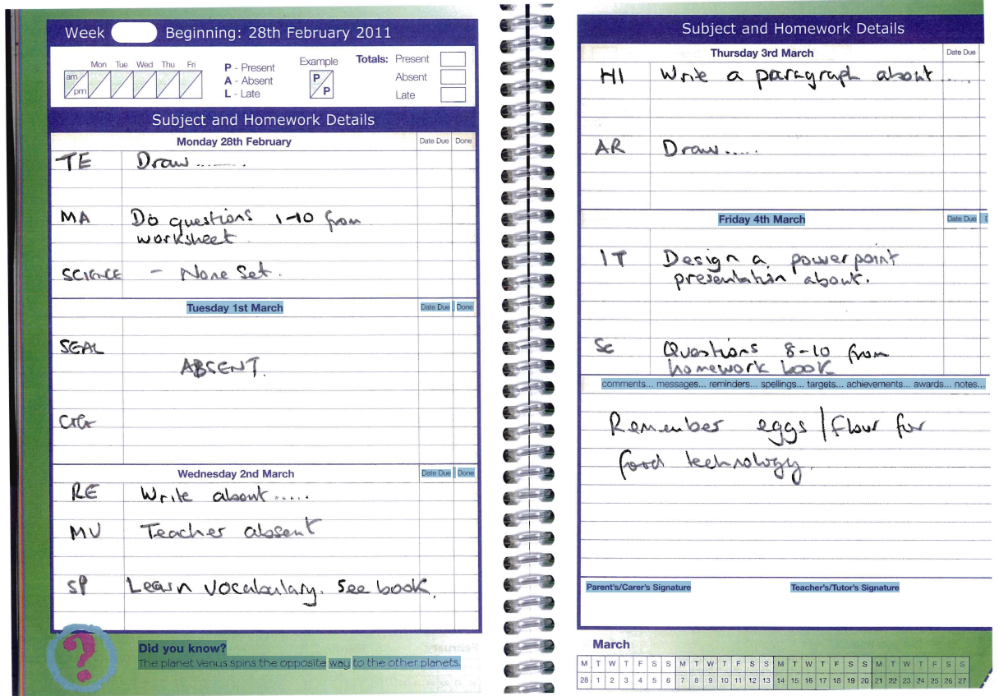 Week Beginning: 28th February 2011
Mon Tue Wed Thu Fri
am
pm
P - Present
A - Absent
L - Late
Example
P
P
Totals: Present
Absent
Late
Subject and Homework Details
Monday 28th February Date Due Done
TE Draw ........
MA Do questions 1-10 from
worksheet
SCIENCE - None Set.
Tuesday 1st March Date Due Done
SEAL
ABSENT.
Wednesday 2nd March Date Due Done
RE Write about .....
MU Teacher absent
SP Learn vocabulary. See book.
Did you know?
The planet Venus spins the opposite way to the other planets.
Subject and Homework Details
Thursday 3rd March Date Due
HI Write a paragraph about ....
AR Draw.....
Friday 4th March Date Due
IT Design a powerpoint
presentation about.
Sc Questions 8-10 from
homework book
comments... messages... reminders... spellings... targets... achievements... awards... notes...
Remember eggs / flour for
food technology.
Parent's/Carer's Signature Teacher's/Tutor's Signature
March
M T W T F S S M T W T F S S M T W T F S S M T W T F S S
28 1 2 3 4 5 6 7 8 9 10 11 12 13 14 15 16 17 18 19 20 21 22 23 24 25 26 27